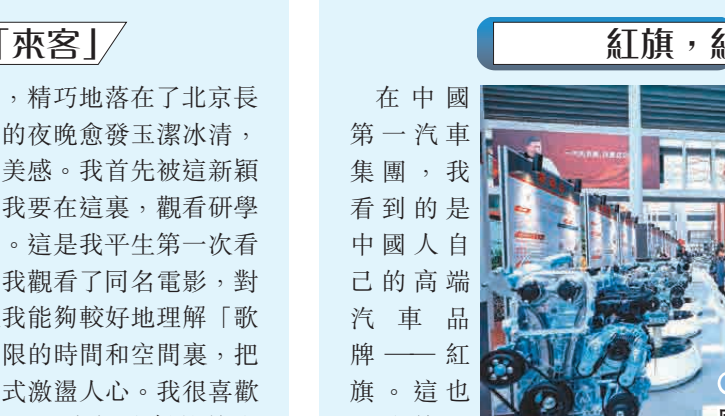 「來客」
，精巧地落在了北京長
的夜晚愈發玉潔冰清，
美感。我首先被這新穎
我要在這裏，觀看研學
。這是我平生第一次看
我觀看了同名電影，對
我能夠較好地理解「歌
限的時間和空間裏，把
式激盪人心。我很喜歡
紅旗，
在中國
第一汽車
集團，我
看到的是
中國人自
己的高端
汽車品
牌——紅
旗。這也